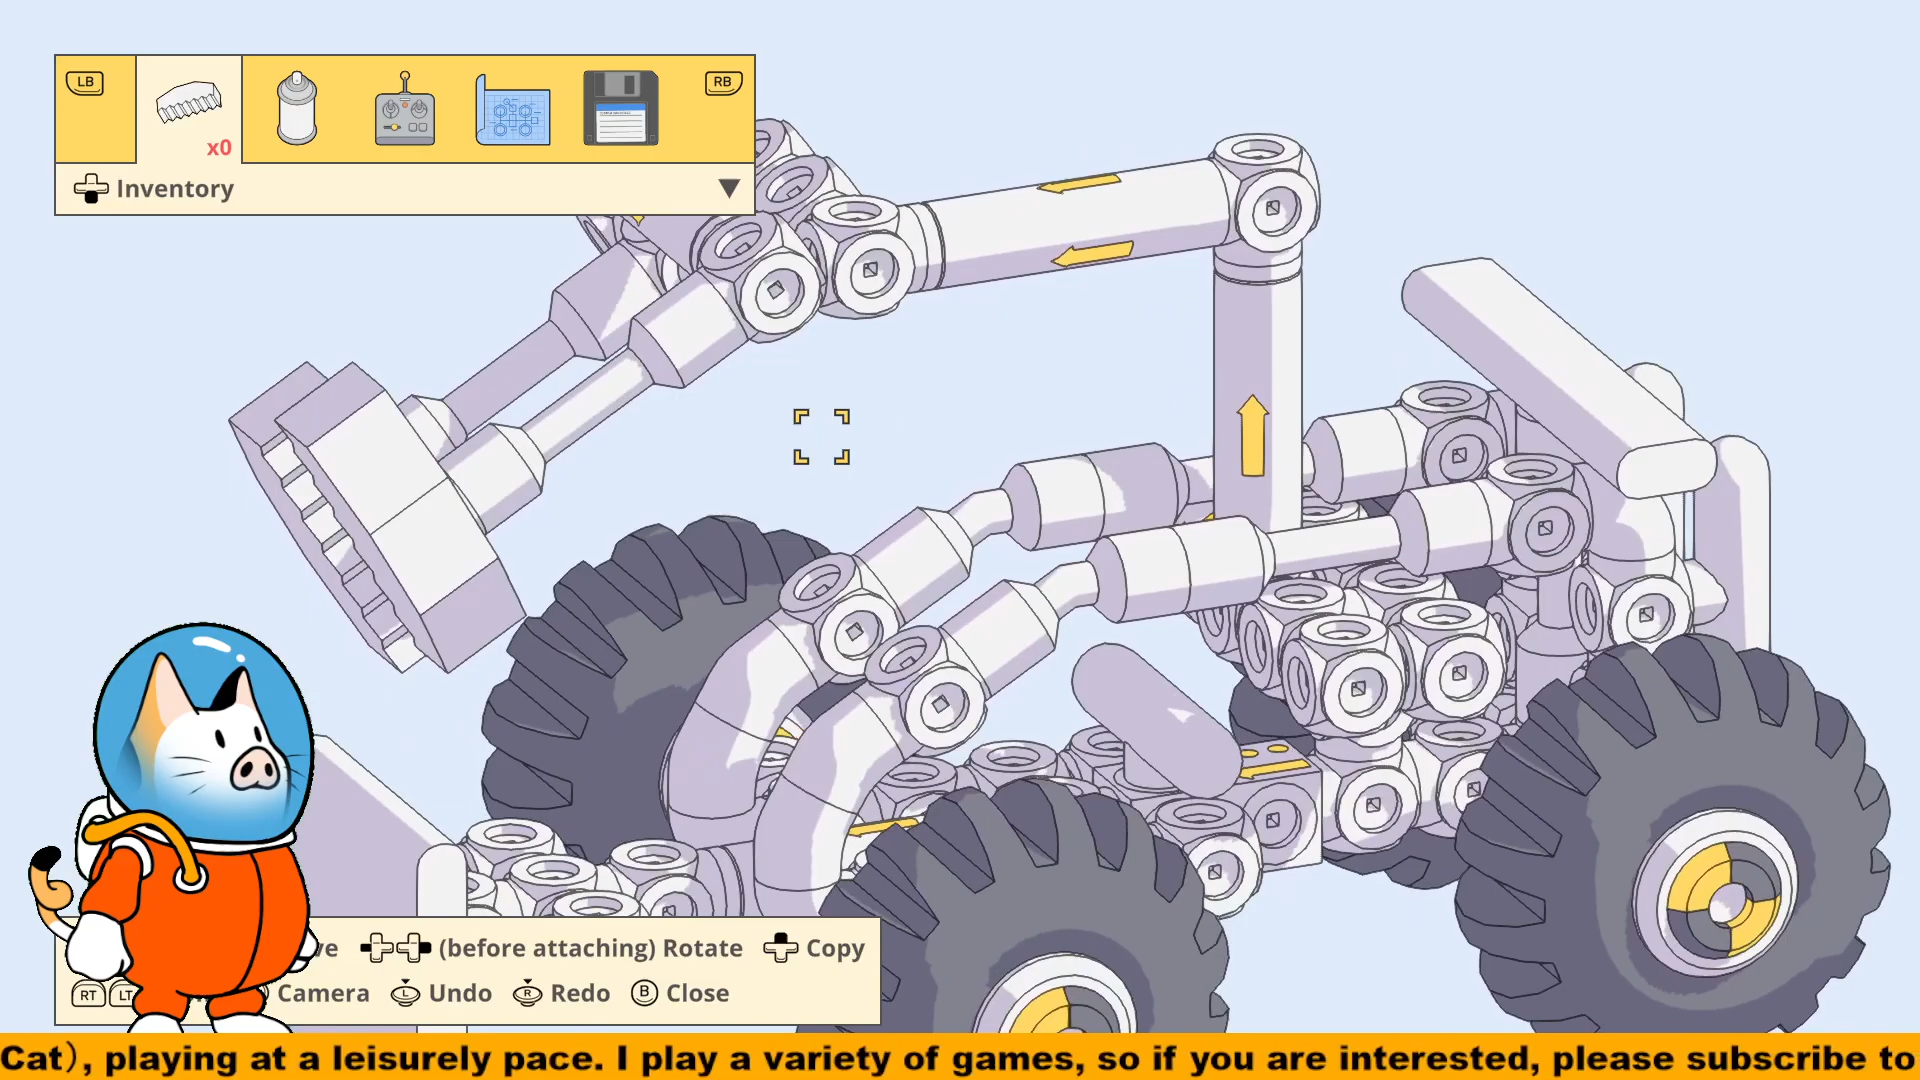 LB
RB
x0
Inventory
ve (before attaching) Rotate Copy
RT LT Camera L Undo R Redo B Close
Cat), playing at a leisurely pace. I play a variety of games, so if you are interested, please subscribe to